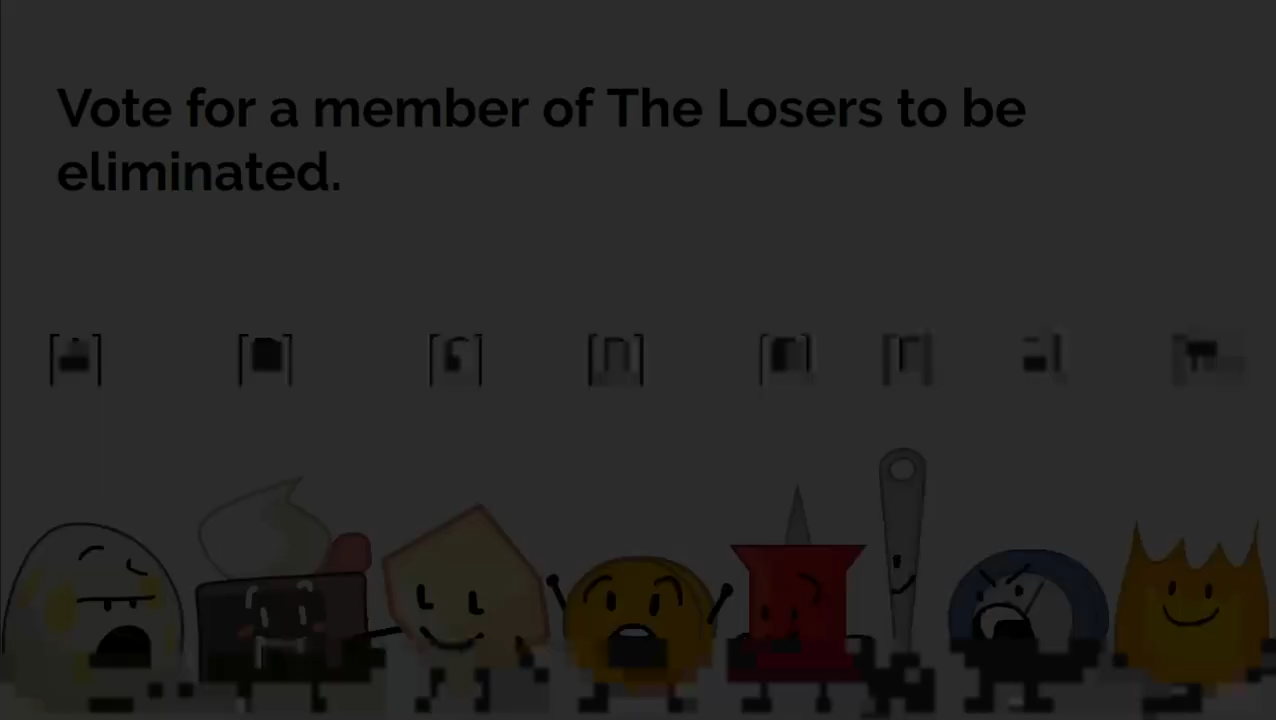 Vote for a member of The Losers to be
eliminated.